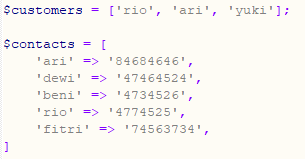 $customers = ['rio', 'ari', 'yuki'];
$contacts = [
'ari' => '84684646',
'dewi' => '47464524',
'beni' => '4734526',
'rio' => '4774525',
'fitri' => '74563734',
]